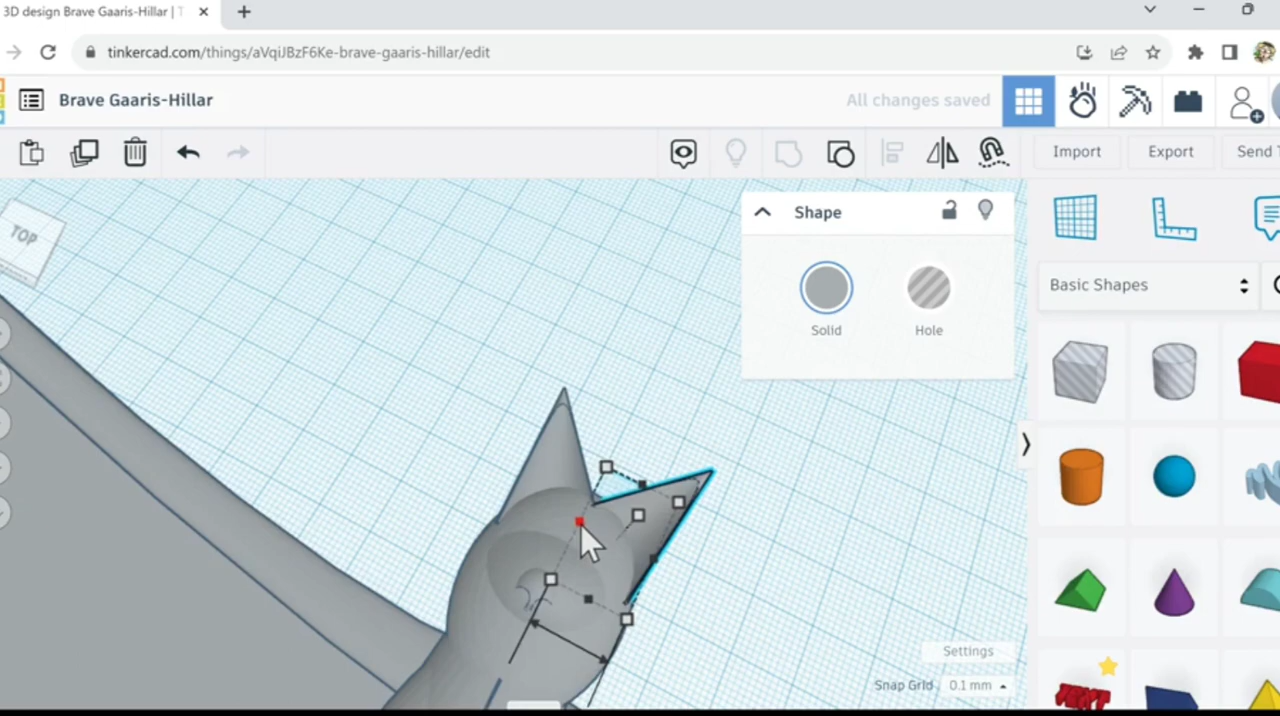 3D design Brave Gaaris-Hillar | T
tinkercad.com/things/aVqiJBzF6Ke-brave-gaaris-hillar/edit
Brave Gaaris-Hillar
All changes saved
Import
Export
Send T
TOP
Shape
Solid
Hole
Basic Shapes
Settings
Snap Grid
0.1 mm